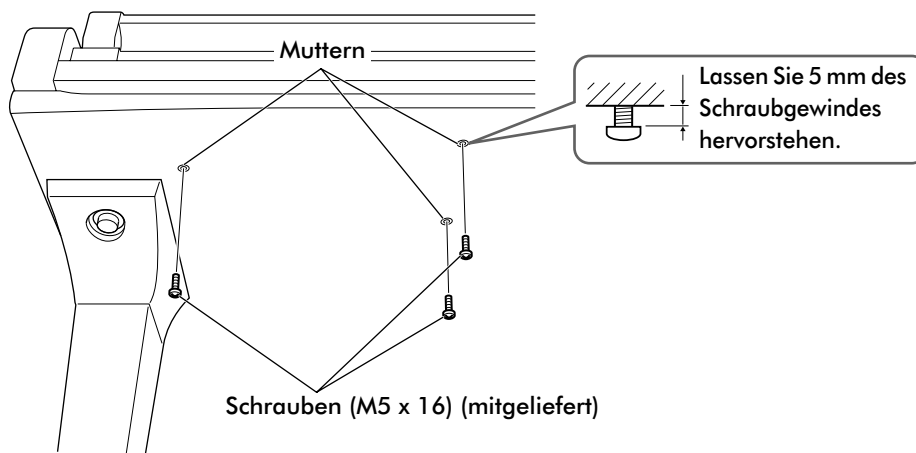 Muttern
Lassen Sie 5 mm des
Schraubgewindes
hervorstehen.
Schrauben (M5 x 16) (mitgeliefert)